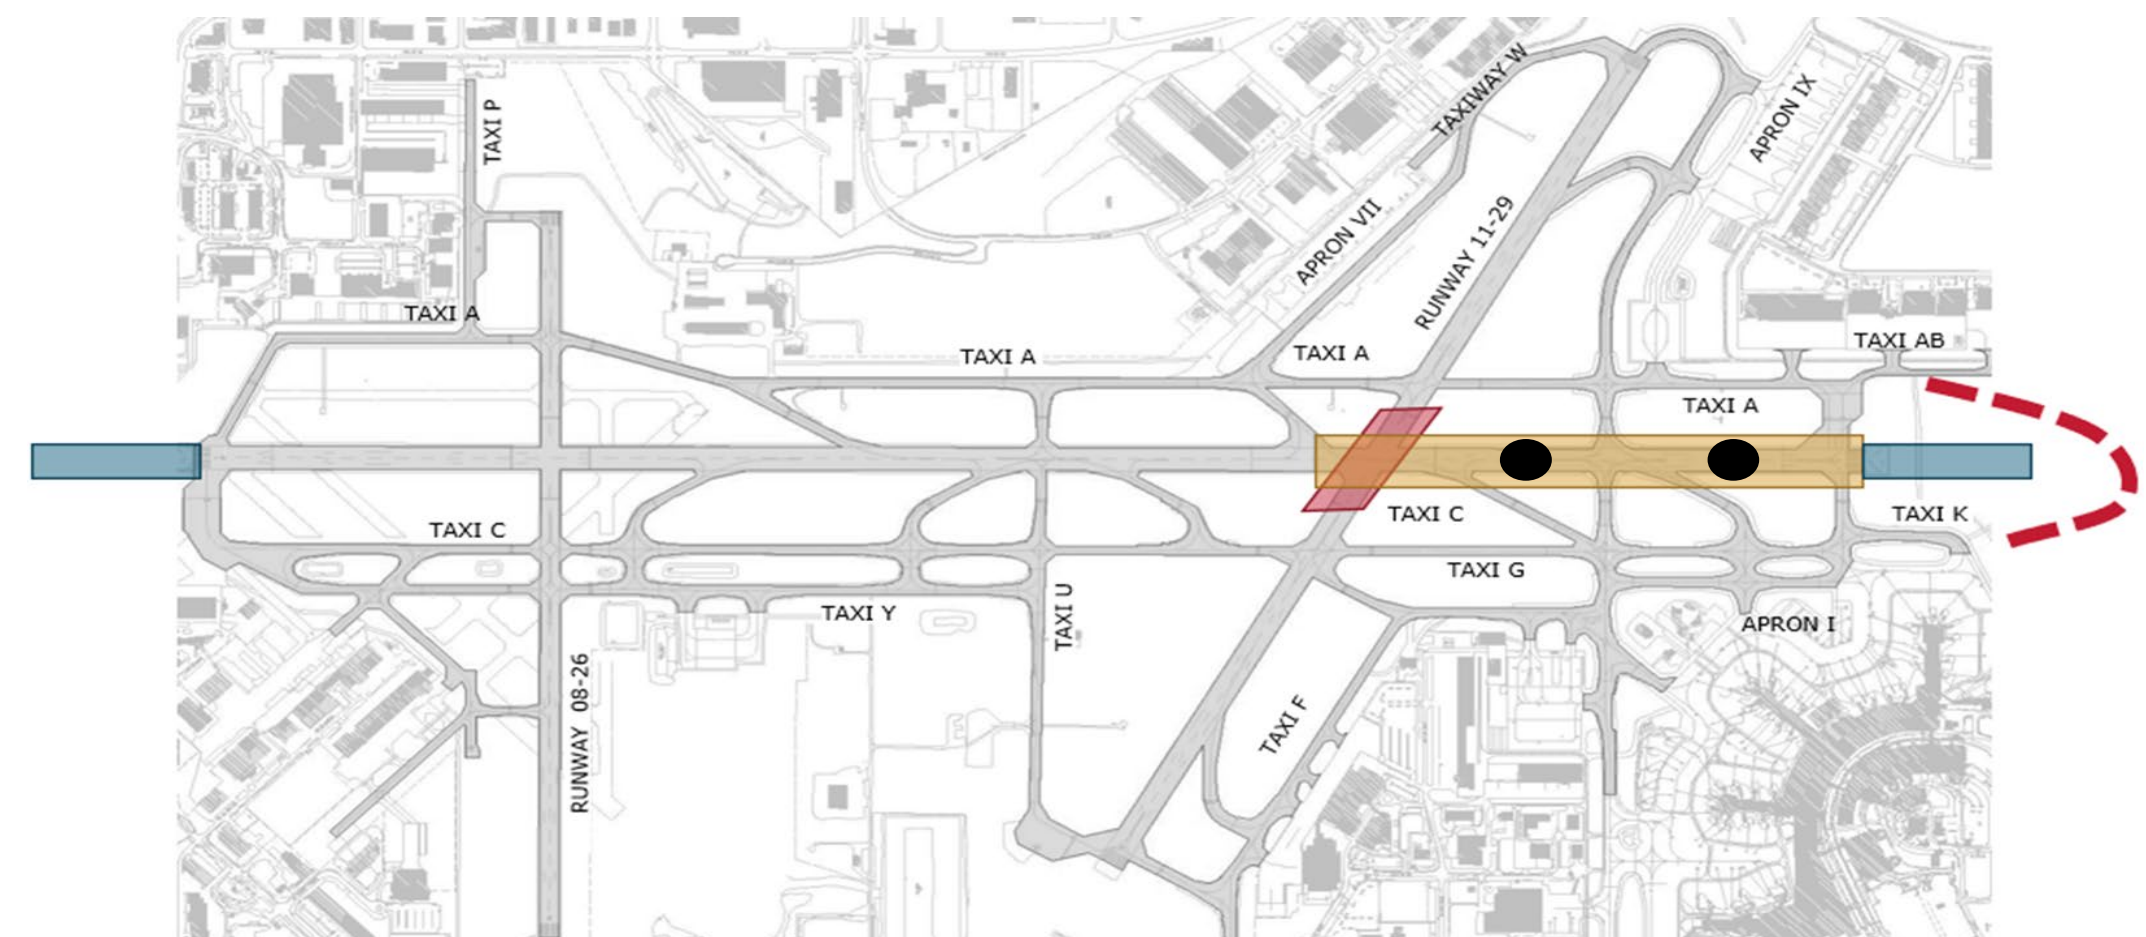 TAXI P
TAXIWAY W
APRON IX
APRON VII
RUNWAY 11-29
TAXI A
TAXI A
TAXI A
TAXI AB
TAXI A
TAXI C
TAXI C
TAXI K
TAXI G
TAXI Y
TAXI U
APRON I
RUNWAY 08-26
TAXI F